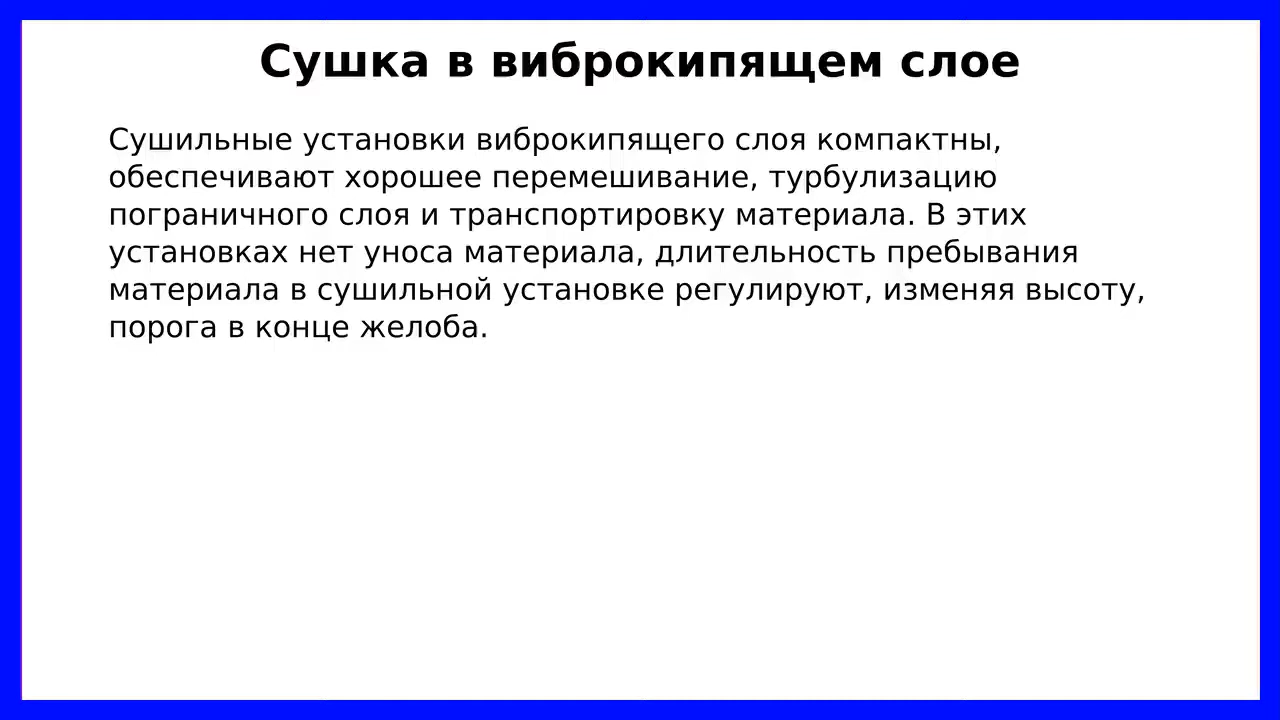 Сушка в виброкипящем слое
Сушильные установки виброкипящего слоя компактны,
обеспечивают хорошее перемешивание, турбулизацию
пограничного слоя и транспортировку материала. В этих
установках нет уноса материала, длительность пребывания
материала в сушильной установке регулируют, изменяя высоту,
порога в конце желоба.